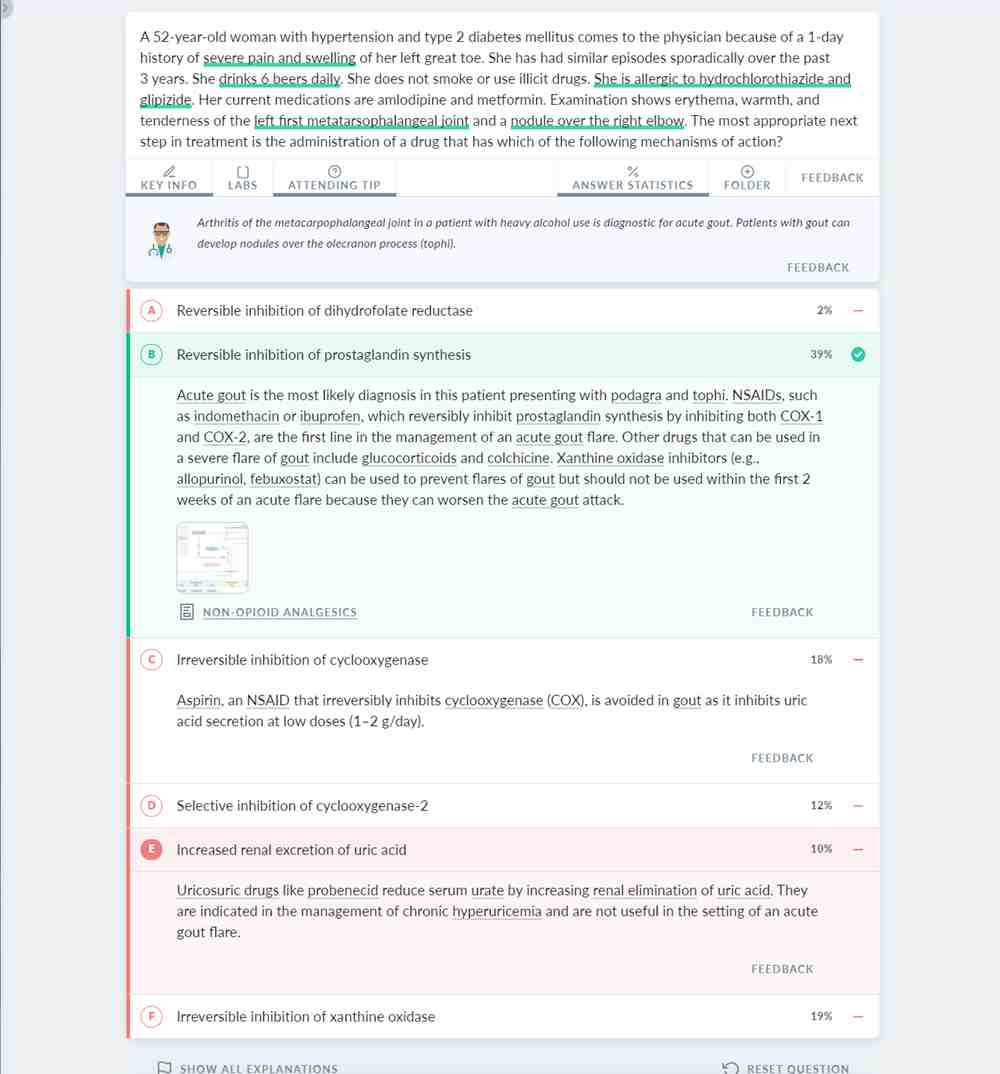 A 52-year-old woman with hypertension and type 2 diabetes mellitus comes to the physician because of a 1-day
history of severe pain and swelling of her left great toe. She has had similar episodes sporadically over the past
3 years. She drinks 6 beers daily. She does not smoke or use illicit drugs. She is allergic to hydrochlorothiazide and
glipizide. Her current medications are amlodipine and metformin. Examination shows erythema, warmth, and
tenderness of the left first metatarsophalangeal joint and a nodule over the right elbow. The most appropriate next
step in treatment is the administration of a drug that has which of the following mechanisms of action?
KEY INFO LABS ATTENDING TIP ANSWER STATISTICS FOLDER FEEDBACK
Arthritis of the metacarpophalangeal joint in a patient with heavy alcohol use is diagnostic for acute gout. Patients with gout can
develop nodules over the olecranon process (tophi).
FEEDBACK
A Reversible inhibition of dihydrofolate reductase 2%
B Reversible inhibition of prostaglandin synthesis 39%
Acute gout is the most likely diagnosis in this patient presenting with podagra and tophi. NSAIDs, such
as indomethacin or ibuprofen, which reversibly inhibit prostaglandin synthesis by inhibiting both COX-1
and COX-2, are the first line in the management of an acute gout flare. Other drugs that can be used in
a severe flare of gout include glucocorticoids and colchicine. Xanthine oxidase inhibitors (e.g.,
allopurinol, febuxostat) can be used to prevent flares of gout but should not be used within the first 2
weeks of an acute flare because they can worsen the acute gout attack.
NON-OPIOID ANALGESICS FEEDBACK
C Irreversible inhibition of cyclooxygenase 18%
Aspirin, an NSAID that irreversibly inhibits cyclooxygenase (COX), is avoided in gout as it inhibits uric
acid secretion at low doses (1–2 g/day).
FEEDBACK
D Selective inhibition of cyclooxygenase-2 12%
E Increased renal excretion of uric acid 10%
Uricosuric drugs like probenecid reduce serum urate by increasing renal elimination of uric acid. They
are indicated in the management of chronic hyperuricemia and are not useful in the setting of an acute
gout flare.
FEEDBACK
F Irreversible inhibition of xanthine oxidase 19%
SHOW ALL EXPLANATIONS RESET QUESTION